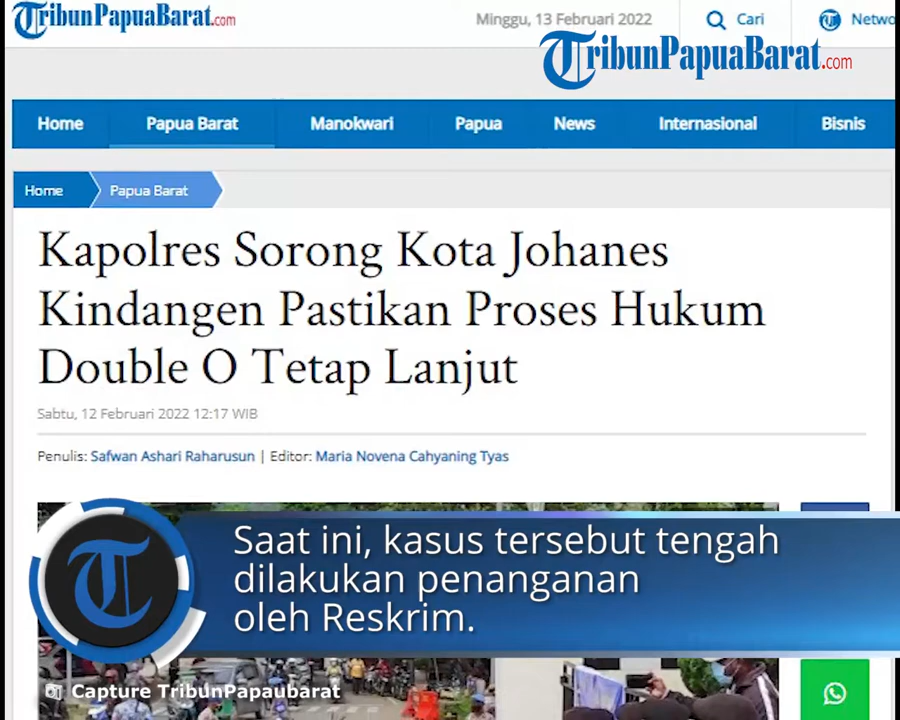 TribunPapuaBarat.com
Minggu, 13 Februari 2022
Cari
Netwo
TribunPapuaBarat.com
Home
Papua Barat
Manokwari
Papua
News
Internasional
Bisnis
Home
Papua Barat
Kapolres Sorong Kota Johanes
Kindangen Pastikan Proses Hukum
Double O Tetap Lanjut
Sabtu, 12 Februari 2022 12:17 WIB
Penulis: Safwan Ashari Raharusun | Editor: Maria Novena Cahyaning Tyas
Saat ini, kasus tersebut tengah
dilakukan penanganan
oleh Reskrim.
Capture TribunPapaubarat